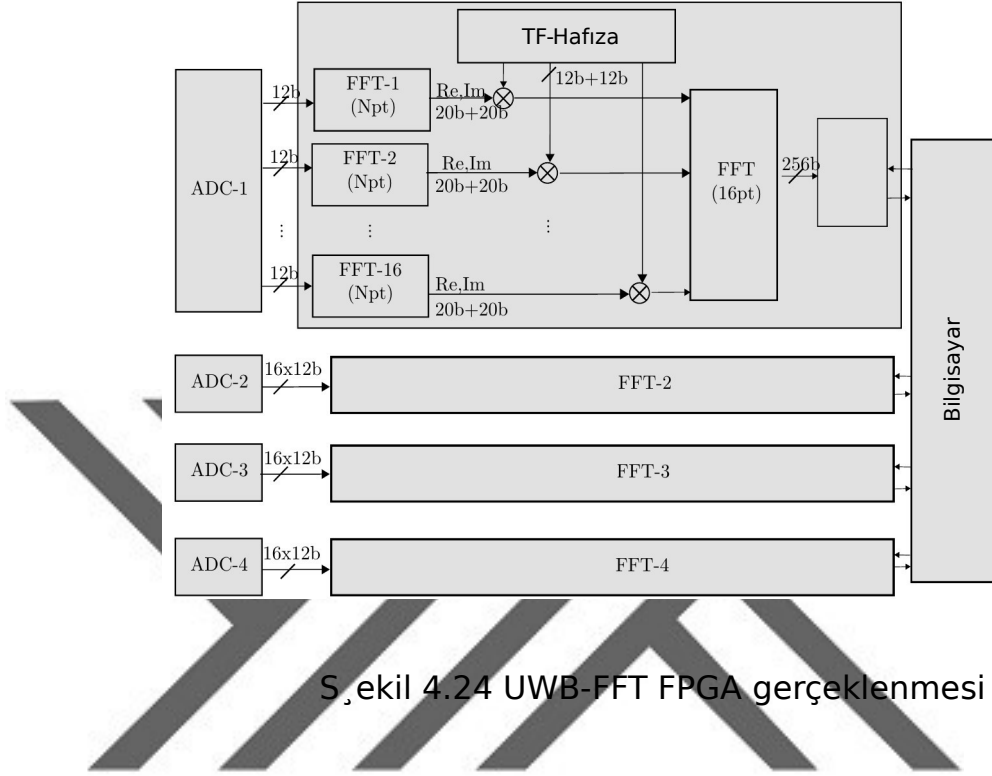 TF-Hafıza
12b+12b
ADC-1
12b
FFT-1
(Npt)
Re,Im
20b+20b
12b
FFT-2
(Npt)
Re,Im
20b+20b
⋮
⋮
⋮
12b
FFT-16
(Npt)
Re,Im
20b+20b
FFT
(16pt)
256b
Bilgisayar
ADC-2
16x12b
FFT-2
ADC-3
16x12b
FFT-3
ADC-4
16x12b
FFT-4
S¸ekil 4.24 UWB-FFT FPGA gerçeklenmesi